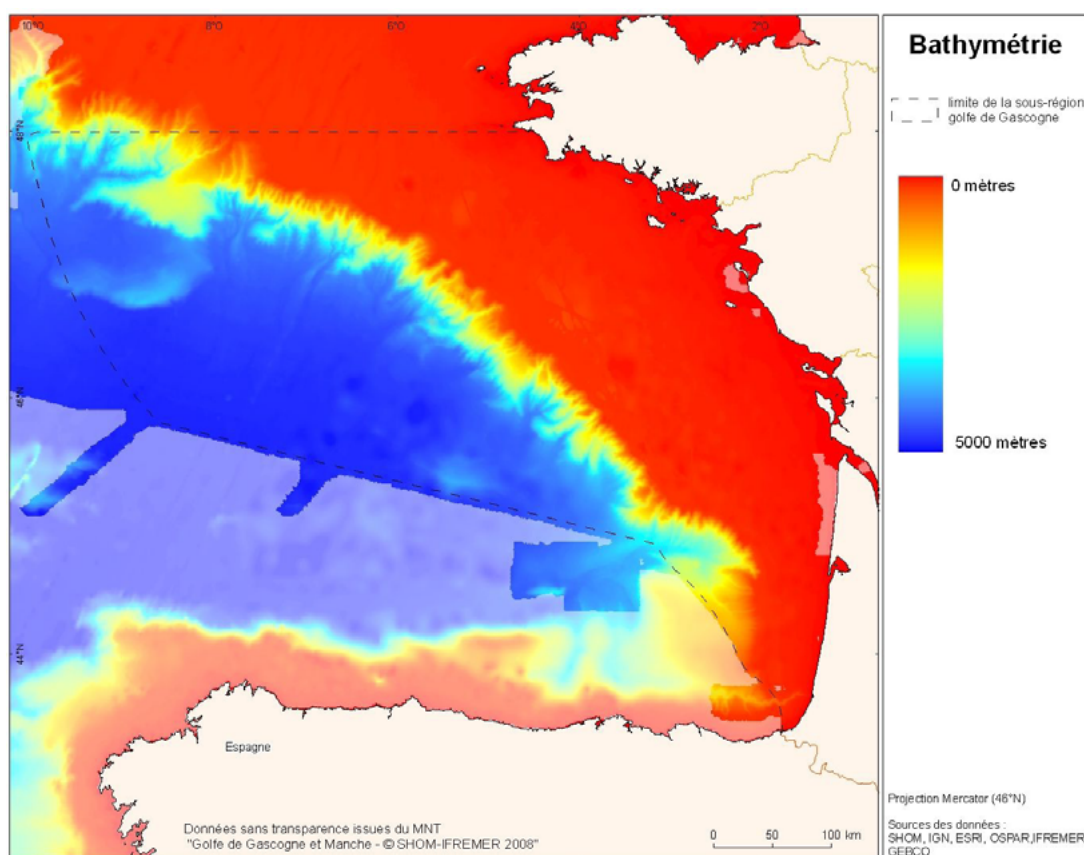 10°O
8°O
6°O
4°O
2°O
48°N
46°N
44°N
Espagne
Données sans transparence issues du MNT
"Golfe de Gascogne et Manche - © SHOM-IFREMER 2008"
0 50 100 km
Bathymétrie
limite de la sous-région
golfe de Gascogne
0 mètres
5000 mètres
Projection Mercator (46°N)
Sources des données :
SHOM, IGN, ESRI, OSPAR,IFREMER
GEBCO